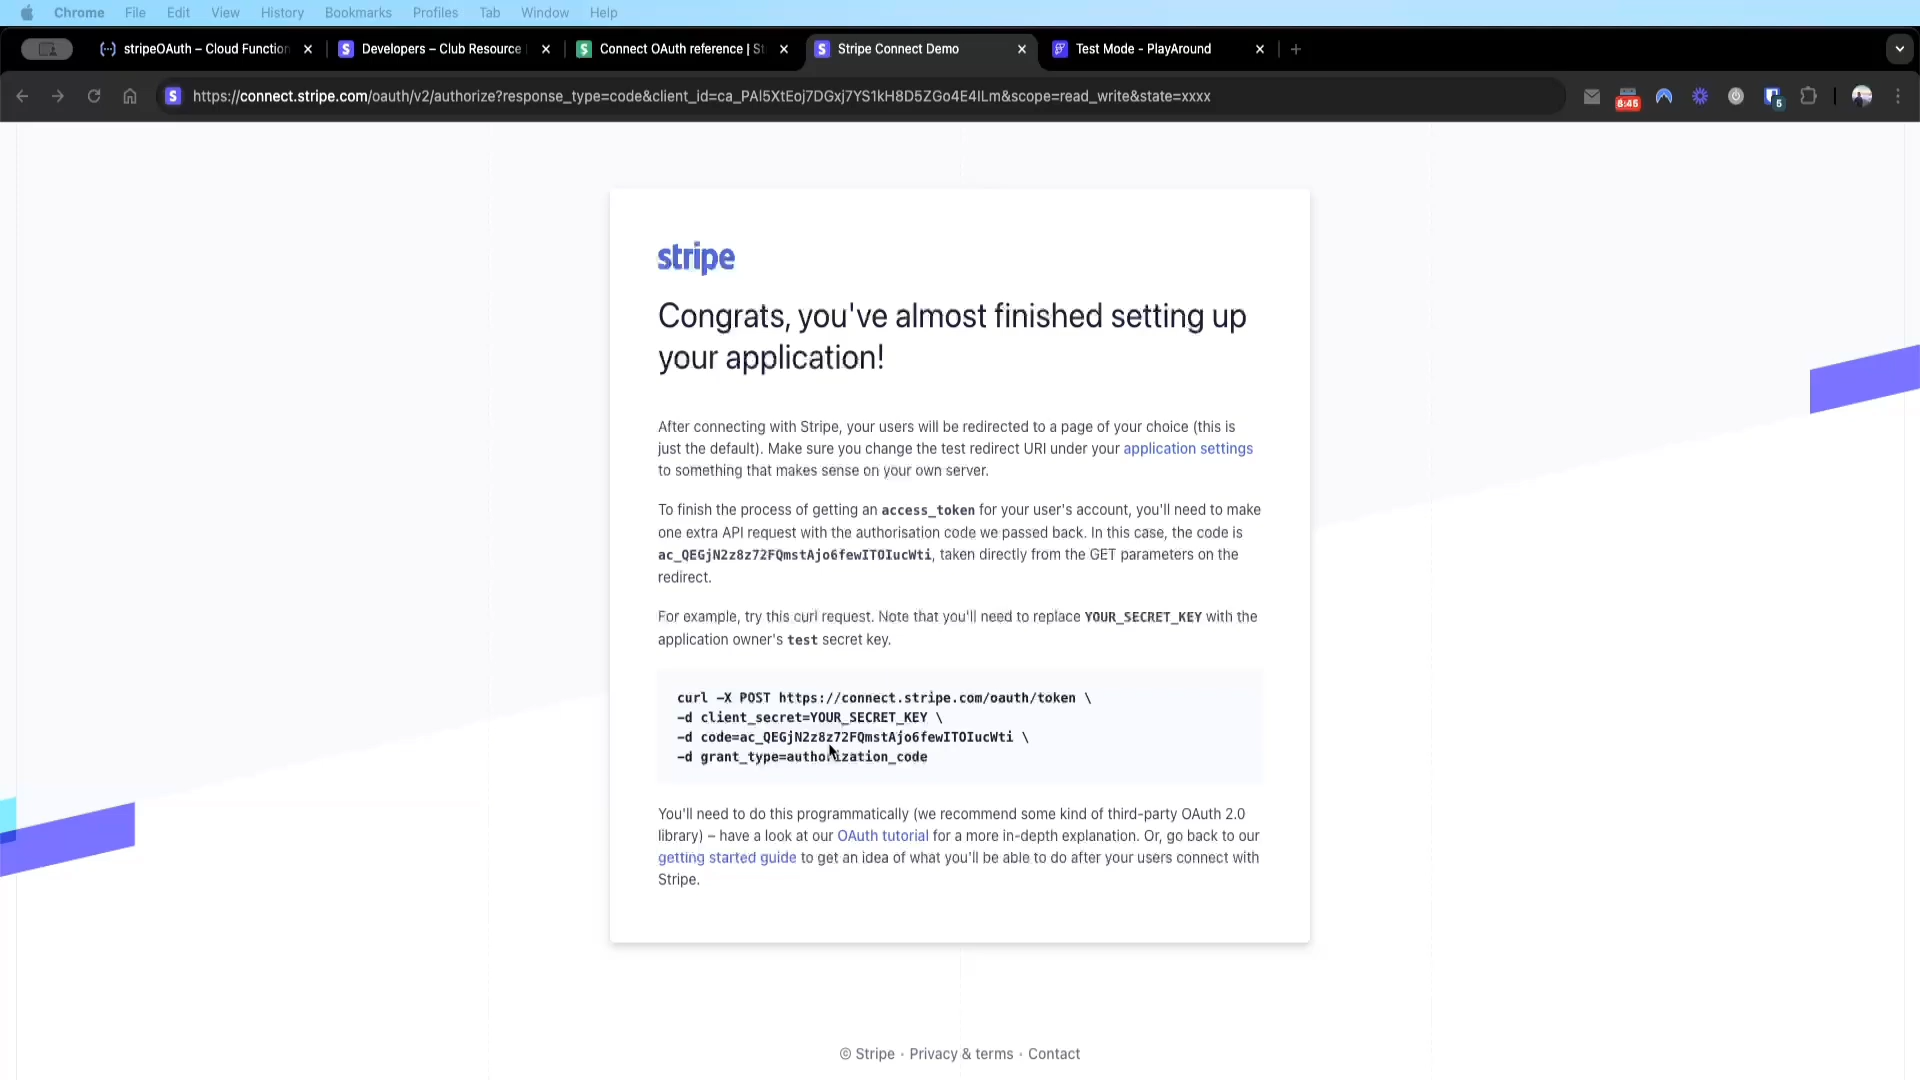 Chrome File Edit View History Bookmarks Profiles Tab Window Help
stripeOAuth – Cloud Function Developers – Club Resource Connect OAuth reference | St Stripe Connect Demo Test Mode - PlayAround
https://connect.stripe.com/oauth/v2/authorize?response_type=code&client_id=ca_PAI5XtEoj7DGxj7YS1kH8D5ZGo4E4ILm&scope=read_write&state=xxxx
6:45
5
stripe
Congrats, you've almost finished setting up
your application!
After connecting with Stripe, your users will be redirected to a page of your choice (this is
just the default). Make sure you change the test redirect URI under your application settings
to something that makes sense on your own server.
To finish the process of getting an access_token for your user's account, you'll need to make
one extra API request with the authorisation code we passed back. In this case, the code is
ac_QEGjN2z8z72FQmstAjo6fewITOIucWti, taken directly from the GET parameters on the
redirect.
For example, try this curl request. Note that you'll need to replace YOUR_SECRET_KEY with the
application owner's test secret key.
curl -X POST https://connect.stripe.com/oauth/token \
-d client_secret=YOUR_SECRET_KEY \
-d code=ac_QEGjN2z8z72FQmstAjo6fewITOIucWti \
-d grant_type=authorization_code
You'll need to do this programmatically (we recommend some kind of third-party OAuth 2.0
library) – have a look at our OAuth tutorial for a more in-depth explanation. Or, go back to our
getting started guide to get an idea of what you'll be able to do after your users connect with
Stripe.
© Stripe · Privacy & terms · Contact